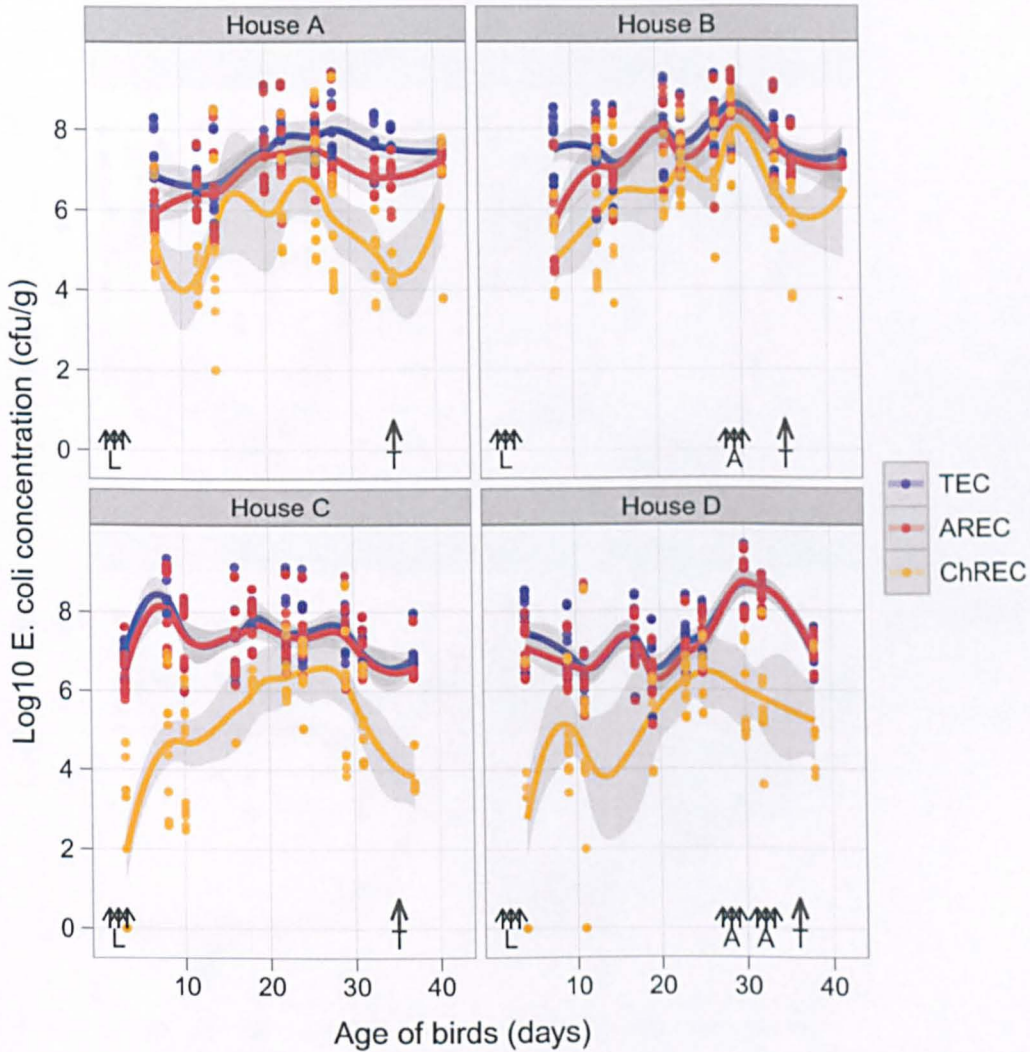 House A
House B
8
6
4
2
0
L
T
L
A
T
House C
House D
8
6
4
2
0
L
T
L
A
A
T
10
20
30
40
10
20
30
40
Log10 E. coli concentration (cfu/g)
Age of birds (days)
TEC
AREC
ChREC